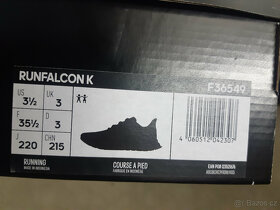 RUNFALCON K
F36549
US 3½ UK 3
F 35½ D 3
J 220 CHN 215
4 060512 042307
RUNNING
COURSE A PIED
bazos.cz